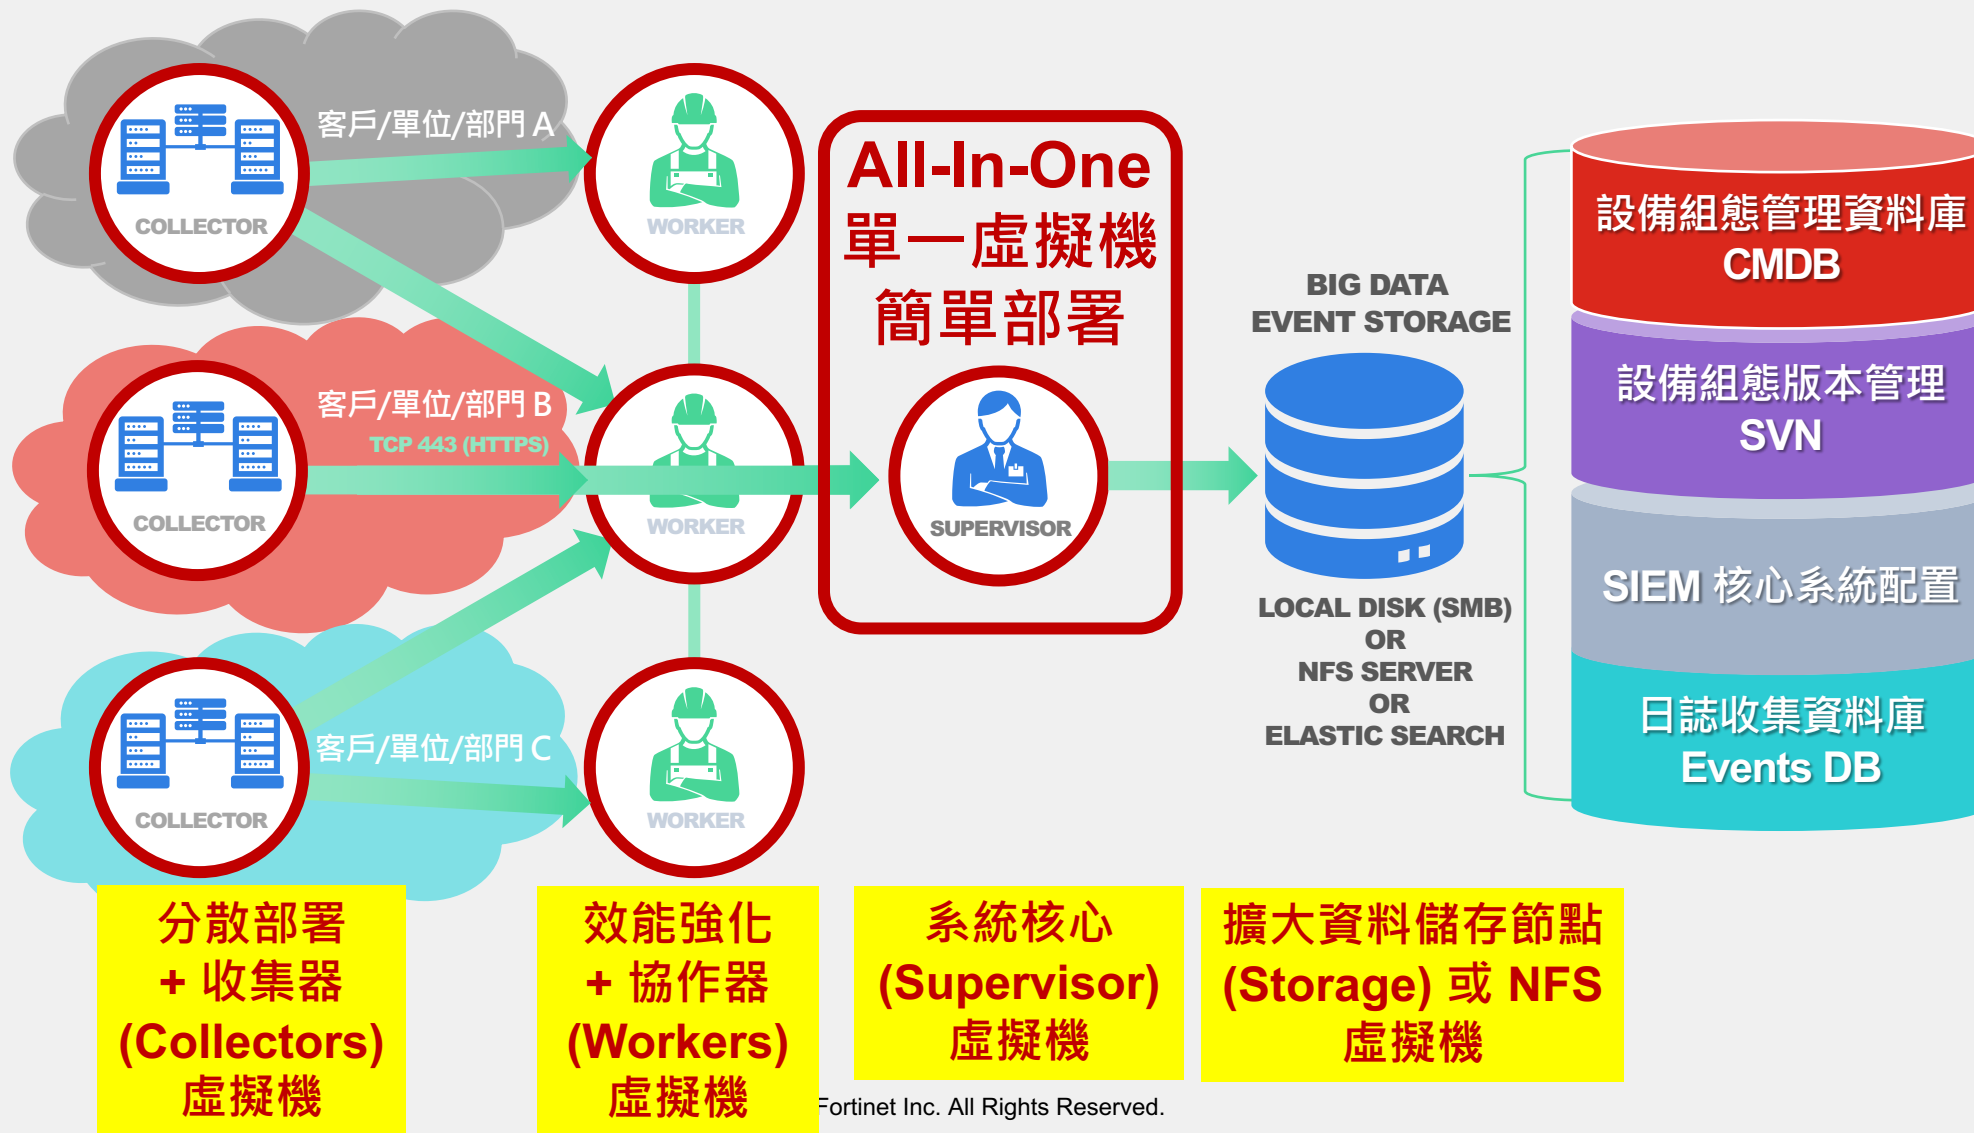 客戶/單位/部門 A
COLLECTOR
WORKER
客戶/單位/部門 B
TCP 443 (HTTPS)
COLLECTOR
WORKER
客戶/單位/部門 C
COLLECTOR
WORKER
All-In-One
單一虛擬機
簡單部署
SUPERVISOR
BIG DATA
EVENT STORAGE
LOCAL DISK (SMB)
OR
NFS SERVER
OR
ELASTIC SEARCH
設備組態管理資料庫
CMDB
設備組態版本管理
SVN
SIEM 核心系統配置
日誌收集資料庫
Events DB
分散部署
+ 收集器
(Collectors)
虛擬機
效能強化
+ 協作器
(Workers)
虛擬機
系統核心
(Supervisor)
虛擬機
擴大資料儲存節點
(Storage) 或 NFS
虛擬機
Fortinet Inc. All Rights Reserved.